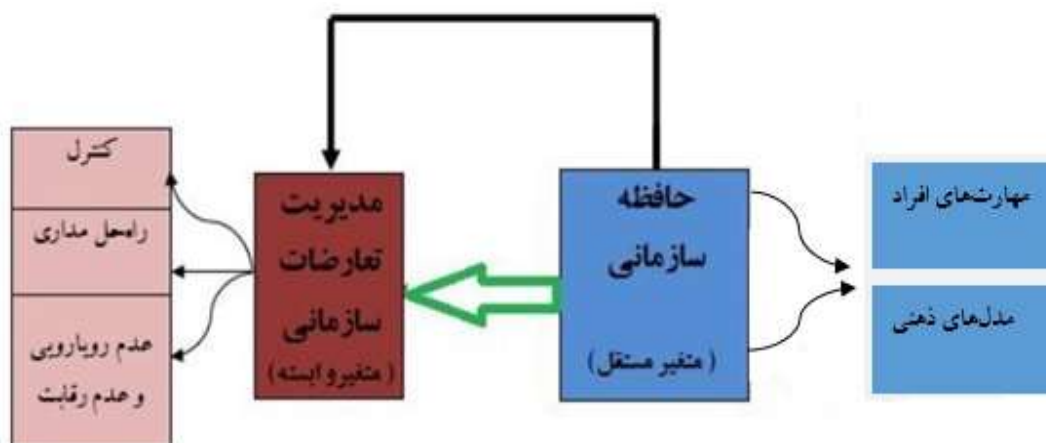 مهارت‌های افراد
مدل‌های ذهنی
حافظه
سازمانی
( متغیر مستقل )
مدیریت
تعارضات
سازمانی
( متغیر وابسته )
کنترل
راه‌حل مداری
عدم رویارویی
و عدم رقابت